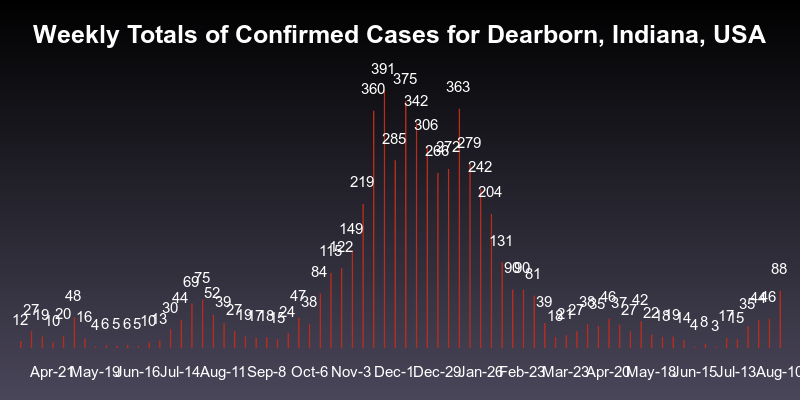 Weekly Totals of Confirmed Cases for Dearborn, Indiana, USA
12 27 19 10 20 48 16 4 6 5 6 5 10 13 30 44 69 75 52 39 27 19 17 18 15 24 47 38 84 115 122 149 219 360 391 285 375 342 306 266 272 363 279 242 204 131 90 90 81 39 18 21 27 38 35 46 37 27 42 22 18 19 14 4 8 3 17 15 35 44 46 88
Apr-21 May-19 Jun-16 Jul-14 Aug-11 Sep-8 Oct-6 Nov-3 Dec-1 Dec-29 Jan-26 Feb-23 Mar-23 Apr-20 May-18 Jun-15 Jul-13 Aug-10